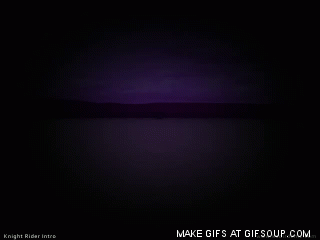 Knight Rider Intro
MAKE GIFS AT GIFSOUP.COM